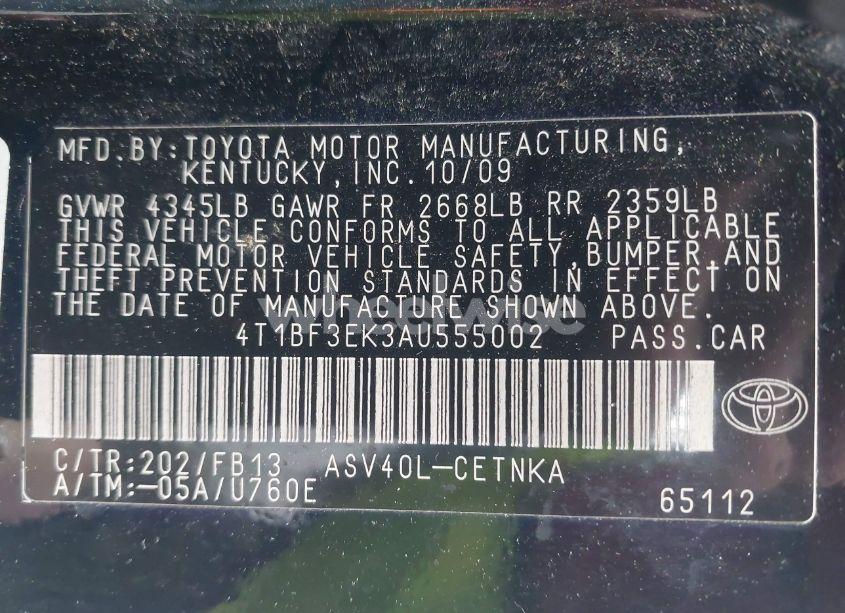 MFD.BY:TOYOTA MOTOR MANUFACTURING,
KENTUCKY,INC.10/09
GVWR 4345LB GAWR FR 2668LB RR 2359LB
THIS VEHICLE CONFORMS TO ALL APPLICABLE
FEDERAL MOTOR VEHICLE SAFETY,BUMPER,AND
THEFT PREVENTION STANDARDS IN EFFECT ON
THE DATE OF MANUFACTURE SHOWN ABOVE.
wheelwise
4T1BF3EK3AU555002 PASS.CAR
C/TR:202/FB13 ASV40L-CETNKA
A/TM:-05A/U760E
65112